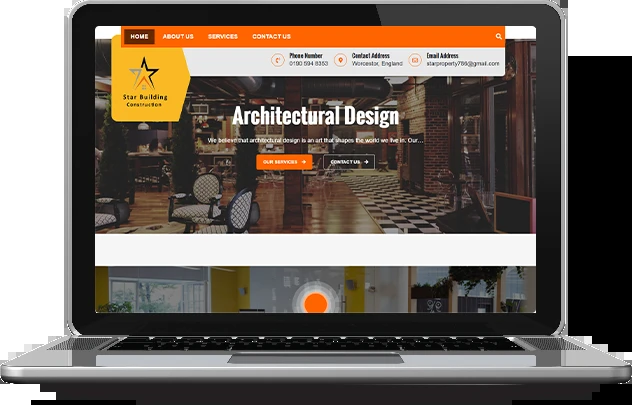 HOME ABOUT US SERVICES CONTACT US
Phone Number
0190 594 8353
Contact Address
Worcestor, England
Email Address
starproperty786@gmail.com
Star Building
Construction
Architectural Design
We believe that architectural design is an art that shapes the world we live in. Our...
OUR SERVICES
CONTACT US